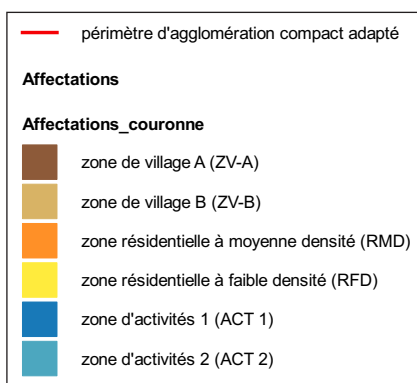 périmètre d'agglomération compact adapté
Affectations
Affectations_couronne
zone de village A (ZV-A)
zone de village B (ZV-B)
zone résidentielle à moyenne densité (RMD)
zone résidentielle à faible densité (RFD)
zone d'activités 1 (ACT 1)
zone d'activités 2 (ACT 2)